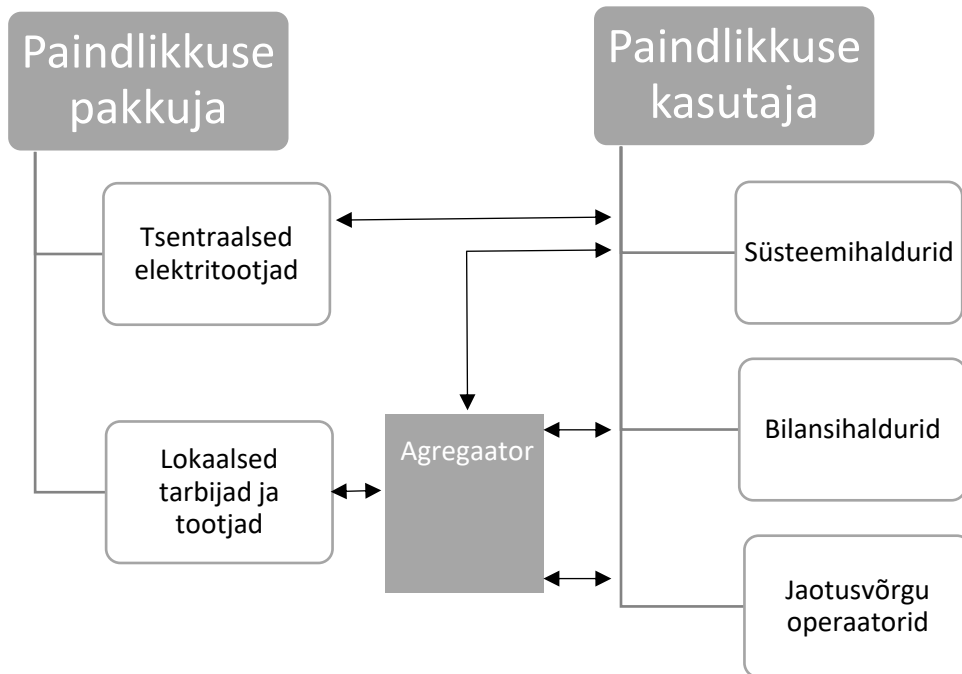 Paindlikkuse
pakkuja
Paindlikkuse
kasutaja
Tsentraalsed
elektritootjad
Süsteemihaldurid
Lokaalsed
tarbijad ja
tootjad
Agregaator
Bilansihaldurid
Jaotusvõrgu
operaatorid